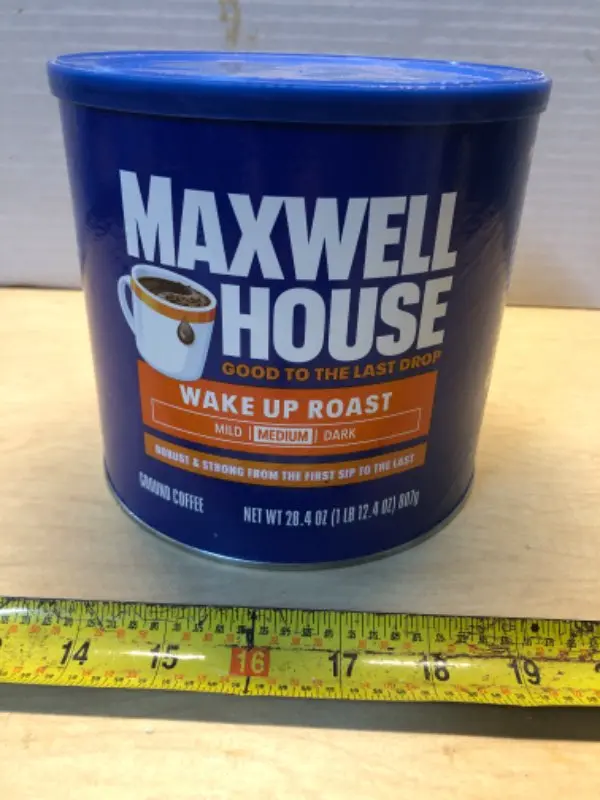 MAXWELL
HOUSE
GOOD TO THE LAST DROP
WAKE UP ROAST
MILD | MEDIUM | DARK
ROBUST & STRONG FROM THE FIRST SIP TO THE LAST
GROUND COFFEE
NET WT 28.4 OZ (1 LB 12.4 OZ) 807g
14 15 16 17 18 19